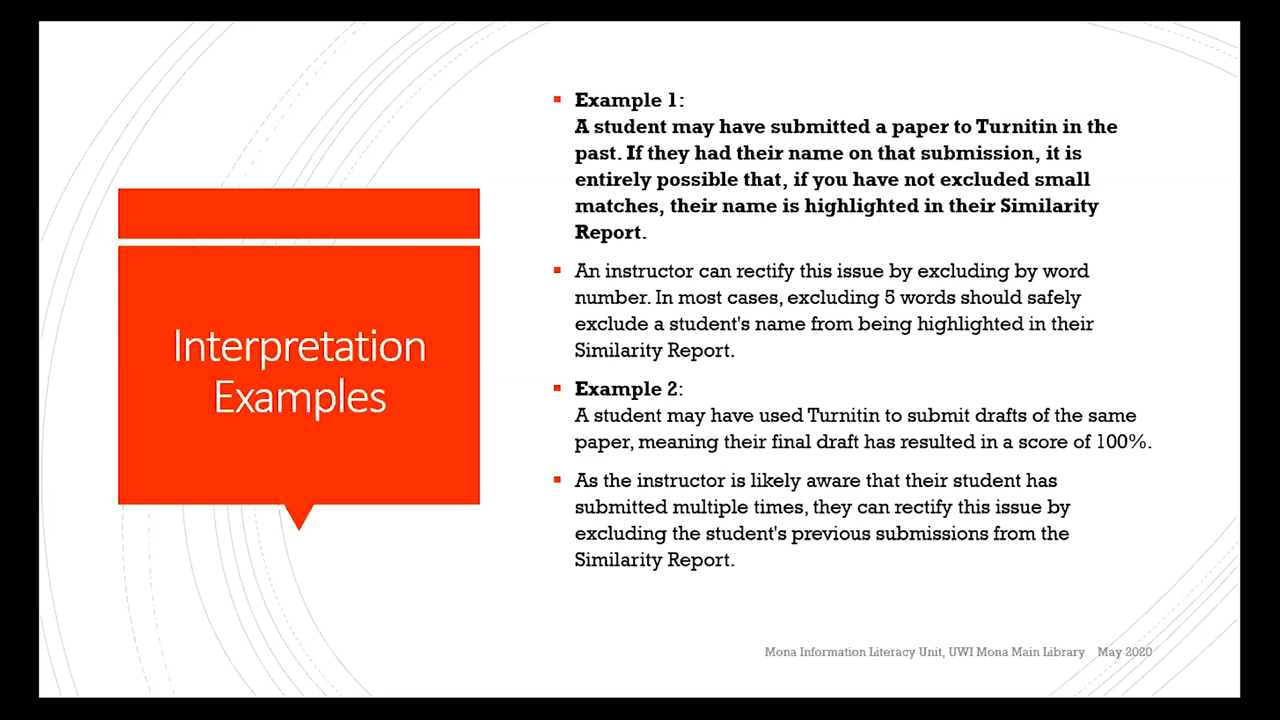 Interpretation
Examples
Example 1:
A student may have submitted a paper to Turnitin in the
past. If they had their name on that submission, it is
entirely possible that, if you have not excluded small
matches, their name is highlighted in their Similarity
Report.
An instructor can rectify this issue by excluding by word
number. In most cases, excluding 5 words should safely
exclude a student's name from being highlighted in their
Similarity Report.
Example 2:
A student may have used Turnitin to submit drafts of the same
paper, meaning their final draft has resulted in a score of 100%.
As the instructor is likely aware that their student has
submitted multiple times, they can rectify this issue by
excluding the student's previous submissions from the
Similarity Report.
Mona Information Literacy Unit, UWI Mona Main Library May 2020